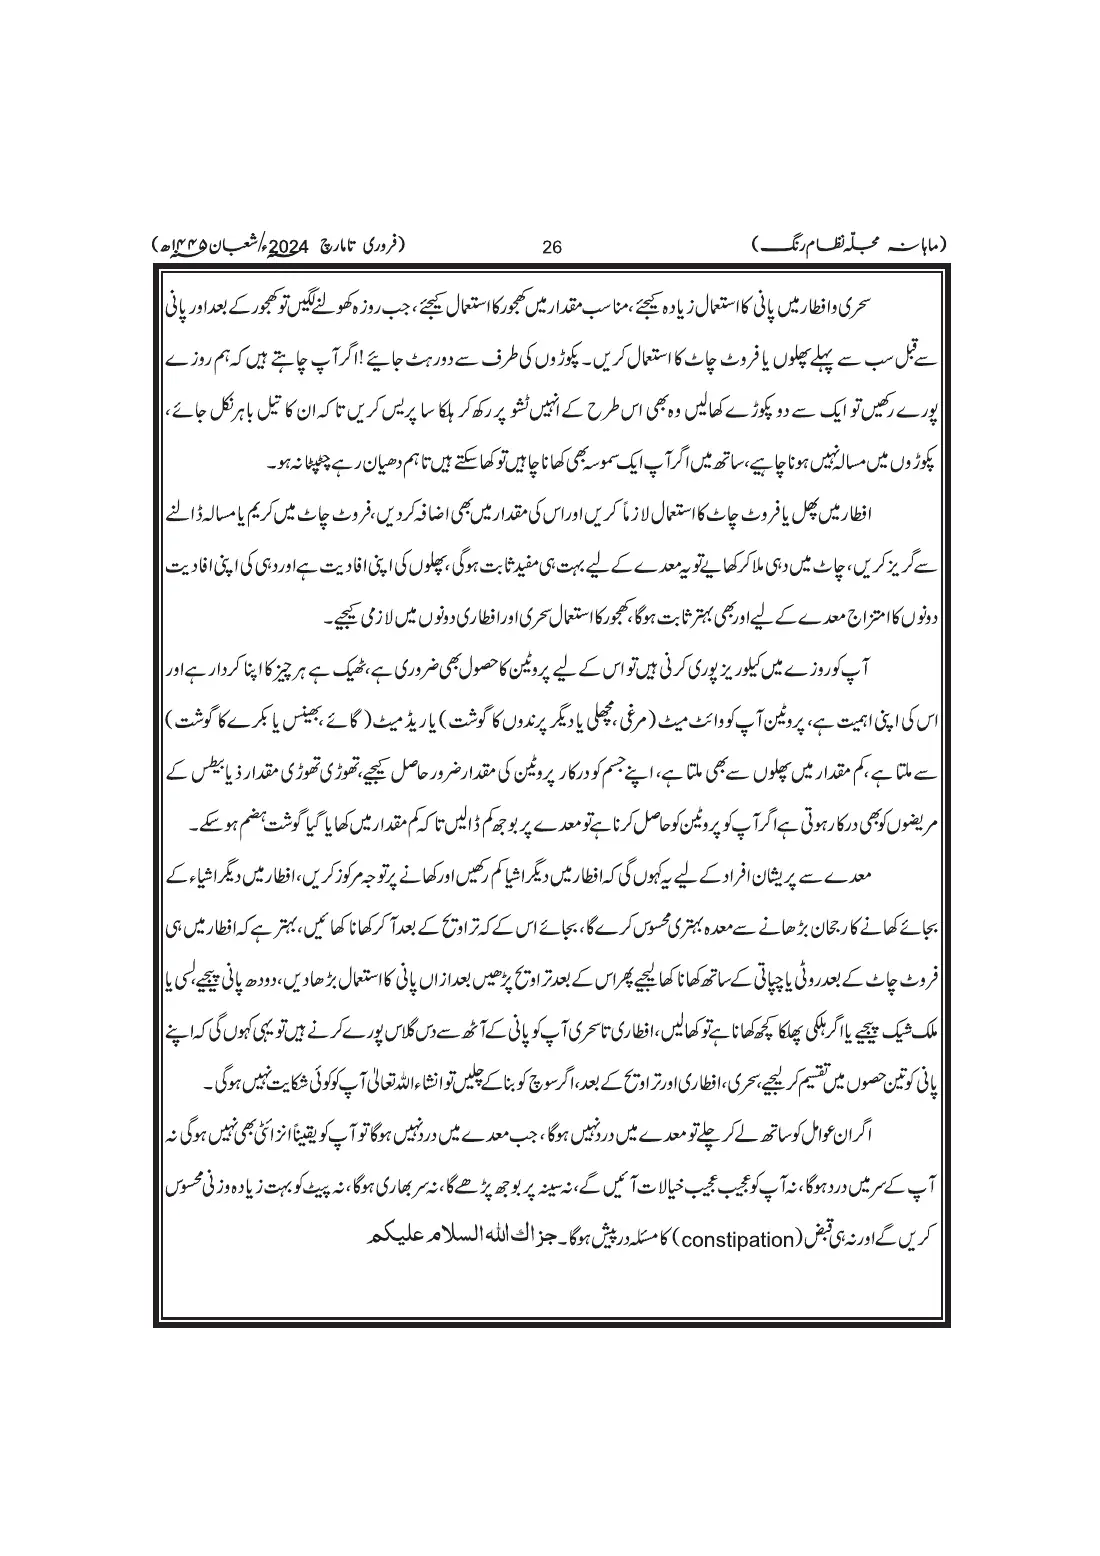 (ماہانہ مجلّہ نظام رنگ) 26 (فروری تا مارچ 2024ء/شعبان ۱۴۴۵ھ)
سحری و افطار میں پانی کا استعمال زیادہ کیجئے، مناسب مقدار میں کھجور کا استعمال کیجئے، جب روزہ کھولنے لگیں تو کھجور کے بعد اور پانی
سے قبل سب سے پہلے پھلوں یا فروٹ چاٹ کا استعمال کریں۔ پکوڑوں کی طرف سے دور ہٹ جائیے! اگر آپ چاہتے ہیں کہ ہم روزے
پورے رکھیں تو ایک سے دو پکوڑے کھا لیں وہ بھی اس طرح کے انہیں ٹشو پر رکھ کر ہلکا سا پریس کریں تا کہ ان کا تیل باہر نکل جائے،
پکوڑوں میں مسالہ نہیں ہونا چاہیے، ساتھ میں اگر آپ ایک سموسہ بھی کھانا چاہیں تو کھا سکتے ہیں تاہم دھیان رہے چٹپٹا نہ ہو۔
افطار میں پھل یا فروٹ چاٹ کا استعمال لازماً کریں اور اس کی مقدار میں بھی اضافہ کر دیں، فروٹ چاٹ میں کریم یا مسالہ ڈالنے
سے گریز کریں، چاٹ میں دہی ملا کر کھایے تو یہ معدے کے لیے بہت ہی مفید ثابت ہوگی، پھلوں کی اپنی افادیت ہے اور دہی کی اپنی افادیت
دونوں کا امتزاج معدے کے لیے اور بھی بہتر ثابت ہوگا، کھجور کا استعمال سحری اور افطاری دونوں میں لازمی کیجیے۔
آپ کو روزے میں کیلوریز پوری کرنی ہیں تو اس کے لیے پروٹین کا حصول بھی ضروری ہے، ٹھیک ہے ہر چیز کا اپنا کردار ہے اور
اس کی اپنی اہمیت ہے، پروٹین آپ کو وائٹ میٹ (مرغی، مچھلی یا دیگر پرندوں کا گوشت) یا ریڈ میٹ (گائے، بھینس یا بکرے کا گوشت)
سے ملتا ہے، کم مقدار میں پھلوں سے بھی ملتا ہے، اپنے جسم کو درکار پروٹین کی مقدار ضرور حاصل کیجیے، تھوڑی تھوڑی مقدار ذیابیطس کے
مریضوں کو بھی درکار ہوتی ہے اگر آپ کو پروٹین کو حاصل کرنا ہے تو معدے پر بوجھ کم ڈالیں تا کہ کم مقدار میں کھایا گیا گوشت ہضم ہو سکے۔
معدے سے پریشان افراد کے لیے یہ کہوں گی کہ افطار میں دیگر اشیا کم رکھیں اور کھانے پر توجہ مرکوز کریں، افطار میں دیگر اشیاء کے
بجائے کھانے کا رجحان بڑھانے سے معدہ بہتری محسوس کرے گا، بجائے اس کے کہ تراویح کے بعد آ کر کھانا کھائیں، بہتر ہے کہ افطار میں ہی
فروٹ چاٹ کے بعد روٹی یا چپاتی کے ساتھ کھانا کھا لیجیے پھر اس کے بعد تراویح پڑھیں بعد ازاں پانی کا استعمال بڑھا دیں، دودھ پانی پیجیے، لسی یا
ملک شیک پیجیے یا اگر ہلکی پھلکا کچھ کھانا ہے تو کھا لیں، افطاری تا سحری آپ کو پانی کے آٹھ سے دس گلاس پورے کرنے ہیں تو یہی کہوں گی کہ اپنے
پانی کو تین حصوں میں تقسیم کر لیجیے، سحری، افطاری اور تراویح کے بعد، اگر سوچ کو بنا کے چلیں تو انشاء اللہ تعالیٰ آپ کو کوئی شکایت نہیں ہوگی۔
اگر ان عوامل کو ساتھ لے کر چلے تو معدے میں درد نہیں ہوگا، جب معدے میں درد نہیں ہوگا تو آپ کو یقیناً انزائٹی بھی نہیں ہوگی نہ
آپ کے سر میں درد ہوگا، نہ آپ کو عجیب عجیب خیالات آئیں گے، نہ سینہ پر بوجھ پڑھے گا، نہ سر بھاری ہوگا، نہ پیٹ کو بہت زیادہ وزنی محسوس
کریں گے اور نہ ہی قبض (constipation) کا مسئلہ درپیش ہوگا۔ جزاك الله السلام عليكم